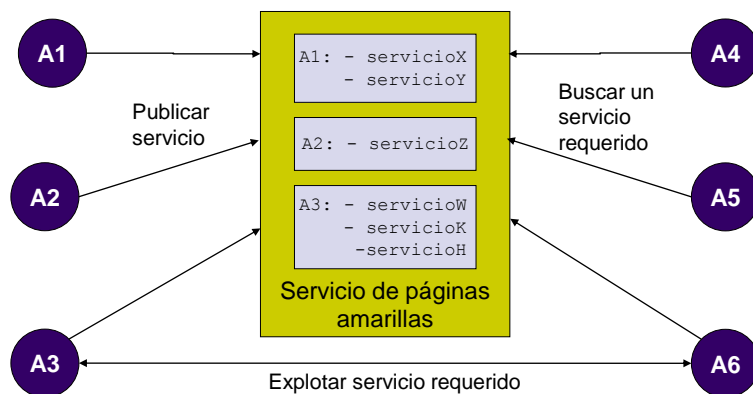 A1
A1: - servicioX
- servicioY
A4
Publicar
servicio
Buscar un
servicio
requerido
A2: - servicioZ
A2
A5
A3: - servicioW
- servicioK
-servicioH
Servicio de páginas
amarillas
A3
A6
Explotar servicio requerido